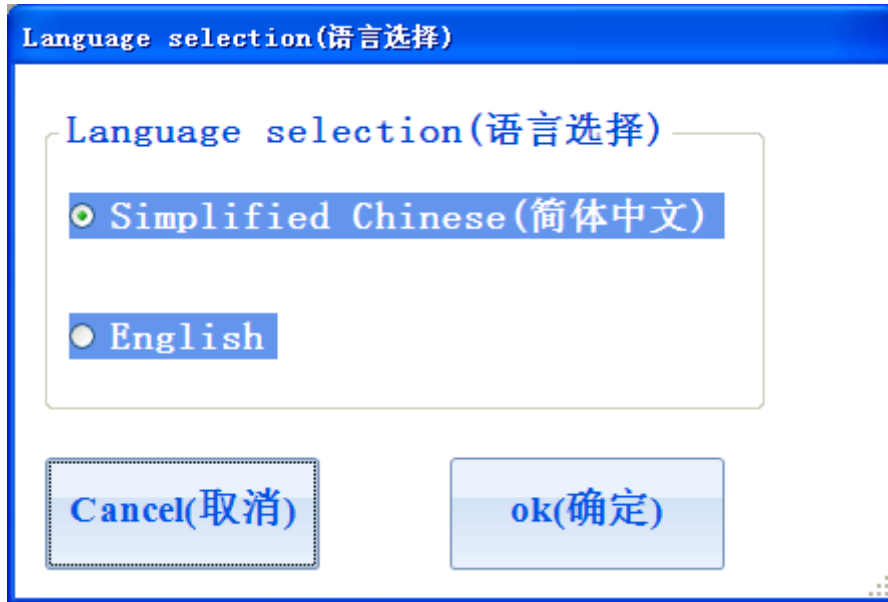 Language selection(语言选择)
Language selection(语言选择)
Simplified Chinese(简体中文)
English
Cancel(取消)
ok(确定)